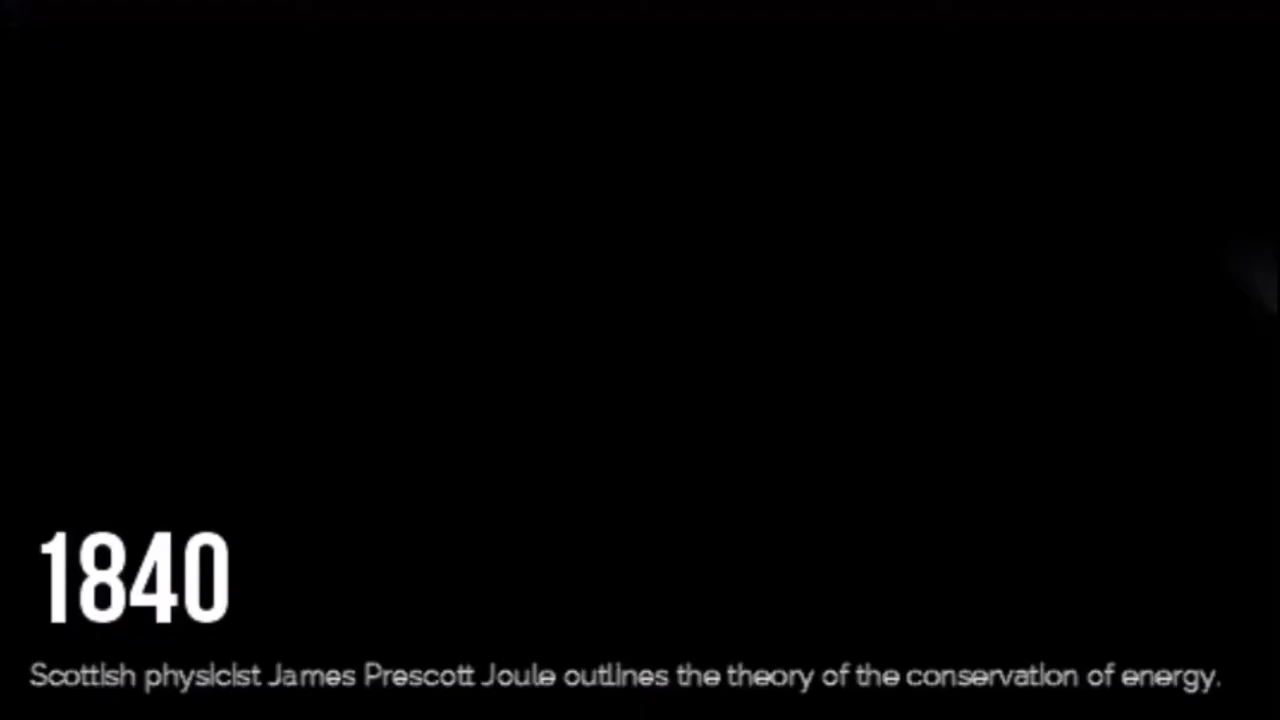 1840
Scottish physicist James Prescott Joule outlines the theory of the conservation of energy.